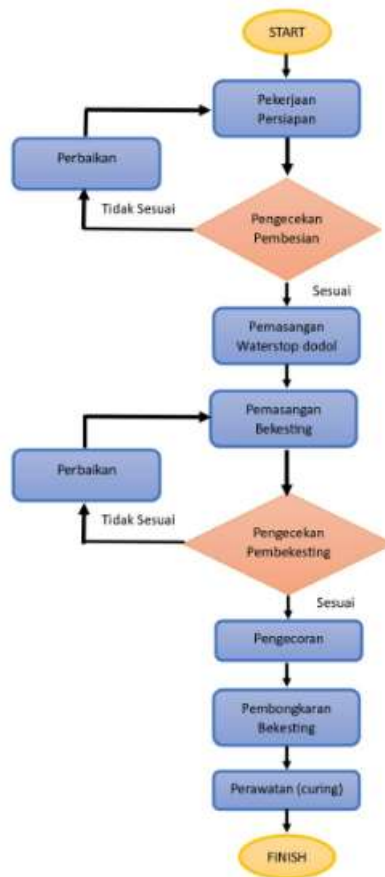 START
Pekerjaan
Persiapan
Perbaikan
Tidak Sesuai
Pengecekan
Pembesian
Sesuai
Pemasangan
Waterstop dodol
Pemasangan
Bekesting
Perbaikan
Tidak Sesuai
Pengecekan
Pembekesting
Sesuai
Pengecoran
Pembongkaran
Bekesting
Perawatan (curing)
FINISH